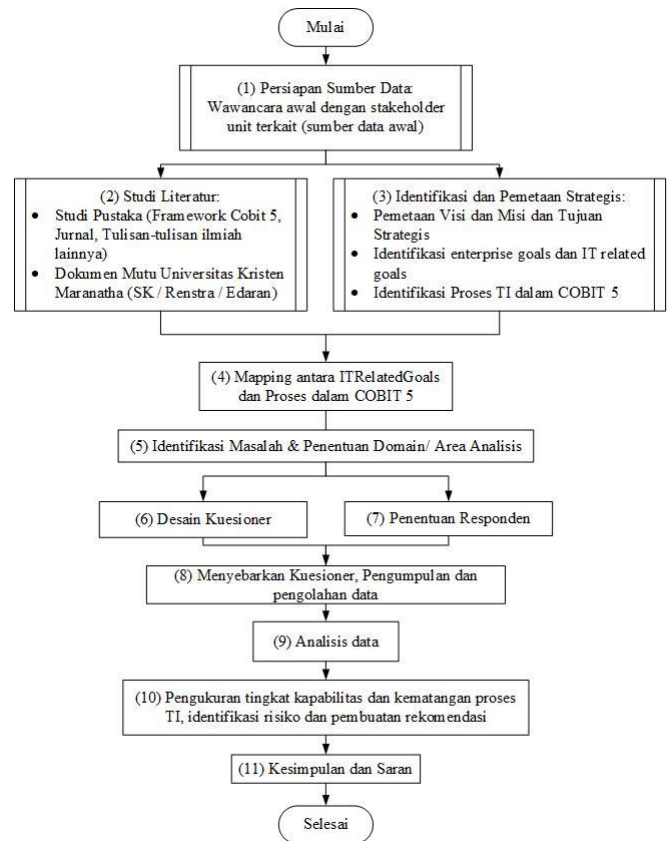 Mulai
(1) Persiapan Sumber Data:
Wawancara awal dengan stakeholder
unit terkait (sumber data awal)
(2) Studi Literatur:
• Studi Pustaka (Framework Cobit 5,
Jurnal, Tulisan-tulisan ilmiah
lainnya)
• Dokumen Mutu Universitas Kristen
Maranatha (SK / Renstra / Edaran)
(3) Identifikasi dan Pemetaan Strategis:
• Pemetaan Visi dan Misi dan Tujuan
Strategis
• Identifikasi enterprise goals dan IT related
goals
• Identifikasi Proses TI dalam COBIT 5
(4) Mapping antara ITRelatedGoals
dan Proses dalam COBIT 5
(5) Identifikasi Masalah & Penentuan Domain/ Area Analisis
(6) Desain Kuesioner
(7) Penentuan Responden
(8) Menyebarkan Kuesioner, Pengumpulan dan
pengolahan data
(9) Analisis data
(10) Pengukuran tingkat kapabilitas dan kematangan proses
TI, identifikasi risiko dan pembuatan rekomendasi
(11) Kesimpulan dan Saran
Selesai